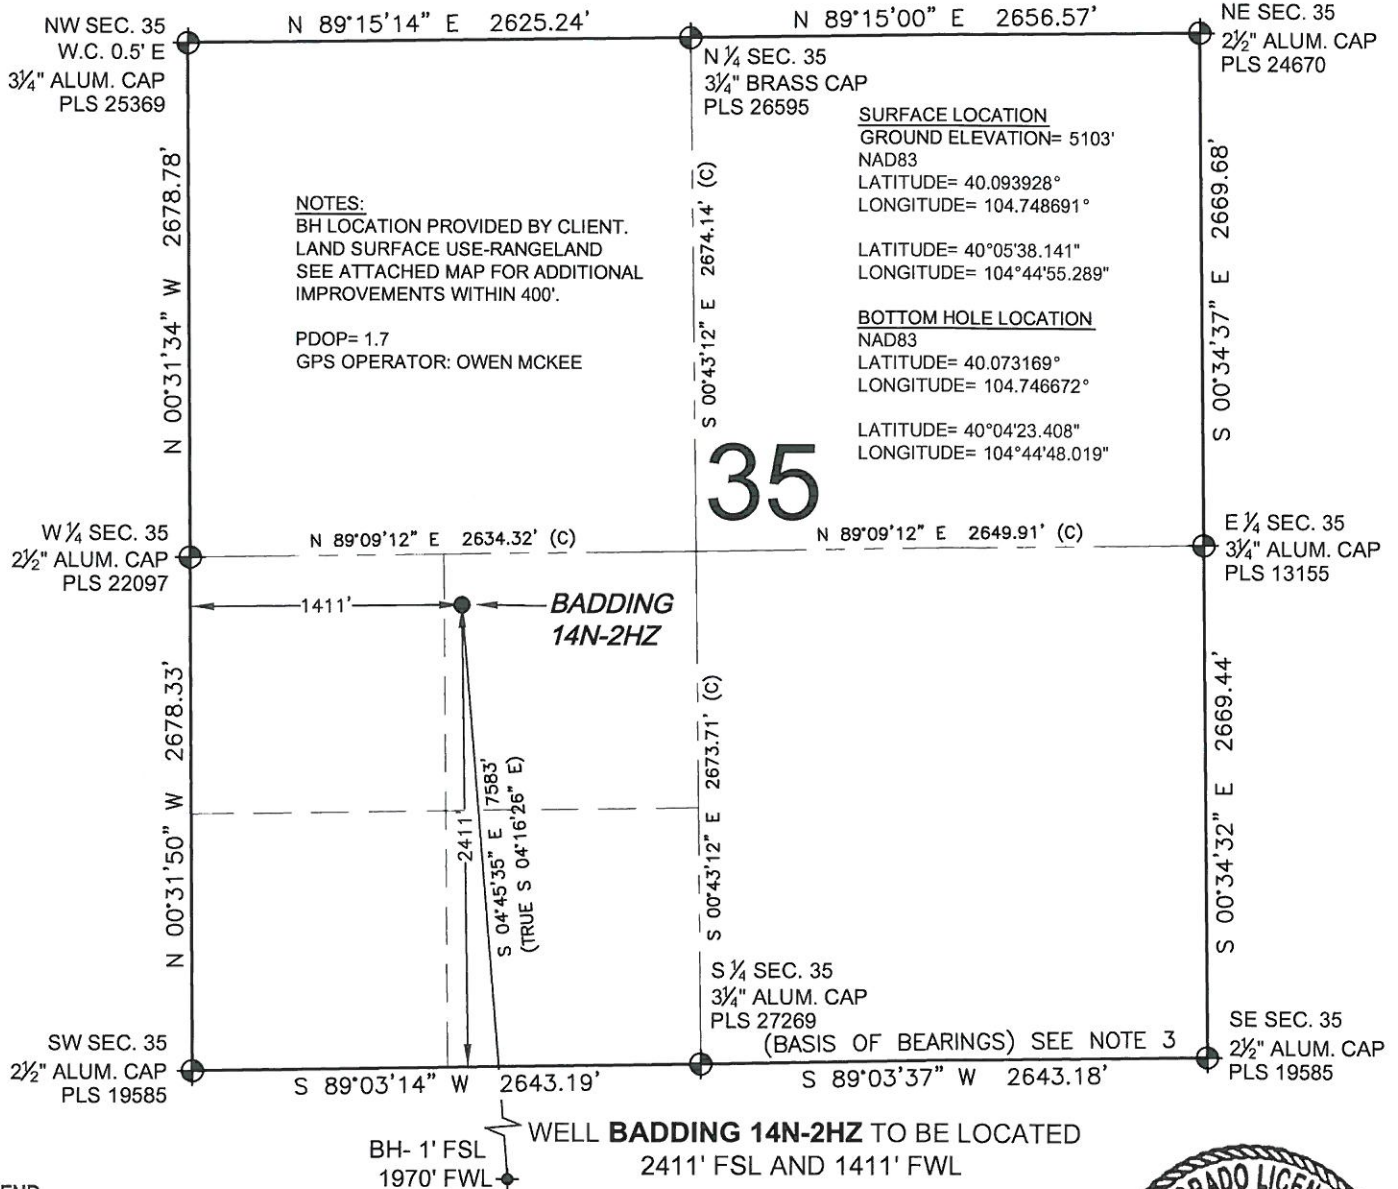 NW SEC. 35
W.C. 0.5' E
3¼" ALUM. CAP
PLS 25369
N 89°15'14" E 2625.24'
N 89°15'00" E 2656.57'
NE SEC. 35
2½" ALUM. CAP
PLS 24670
N ¼ SEC. 35
3¼" BRASS CAP
PLS 26595
SURFACE LOCATION
GROUND ELEVATION= 5103'
NAD83
LATITUDE= 40.093928°
LONGITUDE= 104.748691°
LATITUDE= 40°05'38.141"
LONGITUDE= 104°44'55.289"
BOTTOM HOLE LOCATION
NAD83
LATITUDE= 40.073169°
LONGITUDE= 104.746672°
LATITUDE= 40°04'23.408"
LONGITUDE= 104°44'48.019"
NOTES:
BH LOCATION PROVIDED BY CLIENT.
LAND SURFACE USE-RANGELAND
SEE ATTACHED MAP FOR ADDITIONAL
IMPROVEMENTS WITHIN 400'.
PDOP= 1.7
GPS OPERATOR: OWEN MCKEE
N 00°31'34" W 2678.78'
S 00°43'12" E 2674.14' (C)
S 00°34'37" E 2669.68'
35
W ¼ SEC. 35
2½" ALUM. CAP
PLS 22097
N 89°09'12" E 2634.32' (C)
N 89°09'12" E 2649.91' (C)
E ¼ SEC. 35
3¼" ALUM. CAP
PLS 13155
1411'
BADDING
14N-2HZ
N 00°31'50" W 2678.33'
2411'
S 04°45'35" E 7583'
(TRUE S 04°16'26" E)
S 00°43'12" E 2673.71' (C)
S 00°34'32" E 2669.44'
S ¼ SEC. 35
3¼" ALUM. CAP
PLS 27269
(BASIS OF BEARINGS) SEE NOTE 3
SW SEC. 35
2½" ALUM. CAP
PLS 19585
S 89°03'14" W 2643.19'
S 89°03'37" W 2643.18'
SE SEC. 35
2½" ALUM. CAP
PLS 19585
WELL BADDING 14N-2HZ TO BE LOCATED
2411' FSL AND 1411' FWL
BH- 1' FSL
1970' FWL